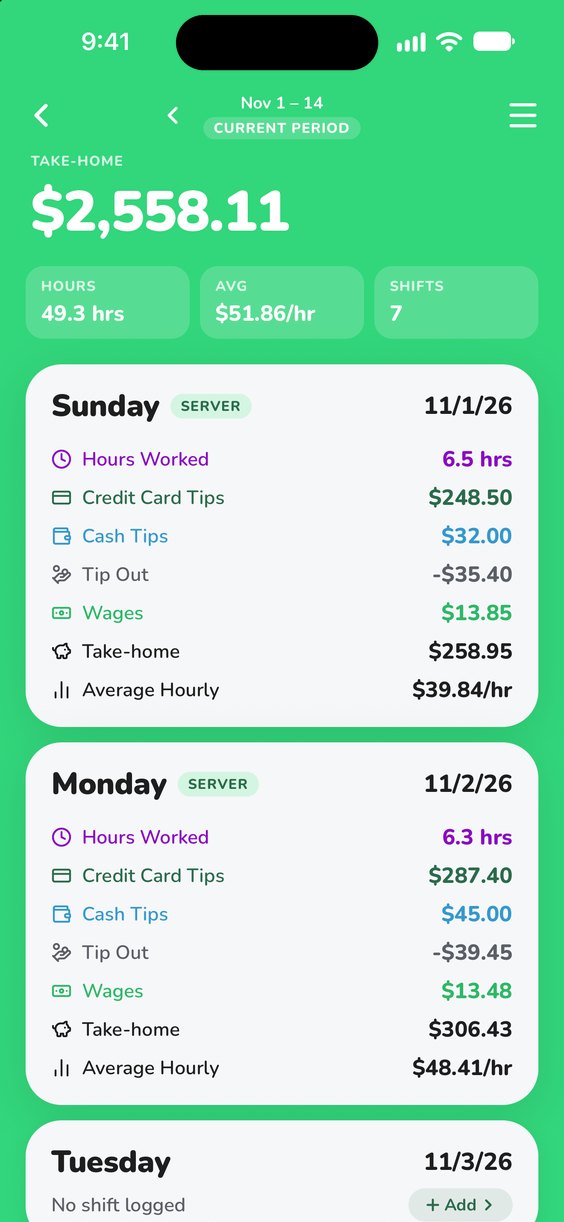 9:41
Nov 1 – 14
CURRENT PERIOD
TAKE-HOME
$2,558.11
HOURS
49.3 hrs
AVG
$51.86/hr
SHIFTS
7
Sunday SERVER 11/1/26
Hours Worked 6.5 hrs
Credit Card Tips $248.50
Cash Tips $32.00
Tip Out -$35.40
Wages $13.85
Take-home $258.95
Average Hourly $39.84/hr
Monday SERVER 11/2/26
Hours Worked 6.3 hrs
Credit Card Tips $287.40
Cash Tips $45.00
Tip Out -$39.45
Wages $13.48
Take-home $306.43
Average Hourly $48.41/hr
Tuesday 11/3/26
No shift logged + Add